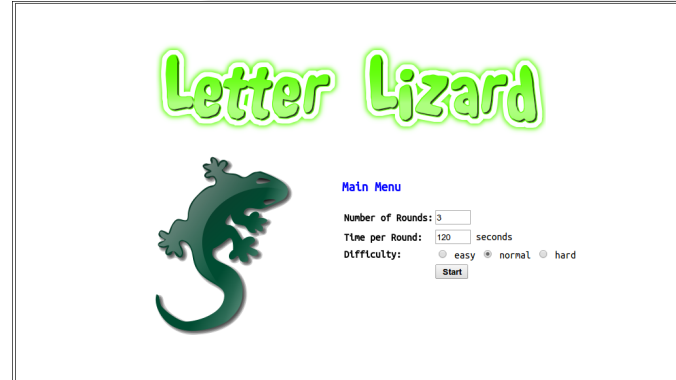 Letter Lizard
Main Menu
Number of Rounds: 3
Time per Round: 120 seconds
Difficulty: easy normal hard
Start